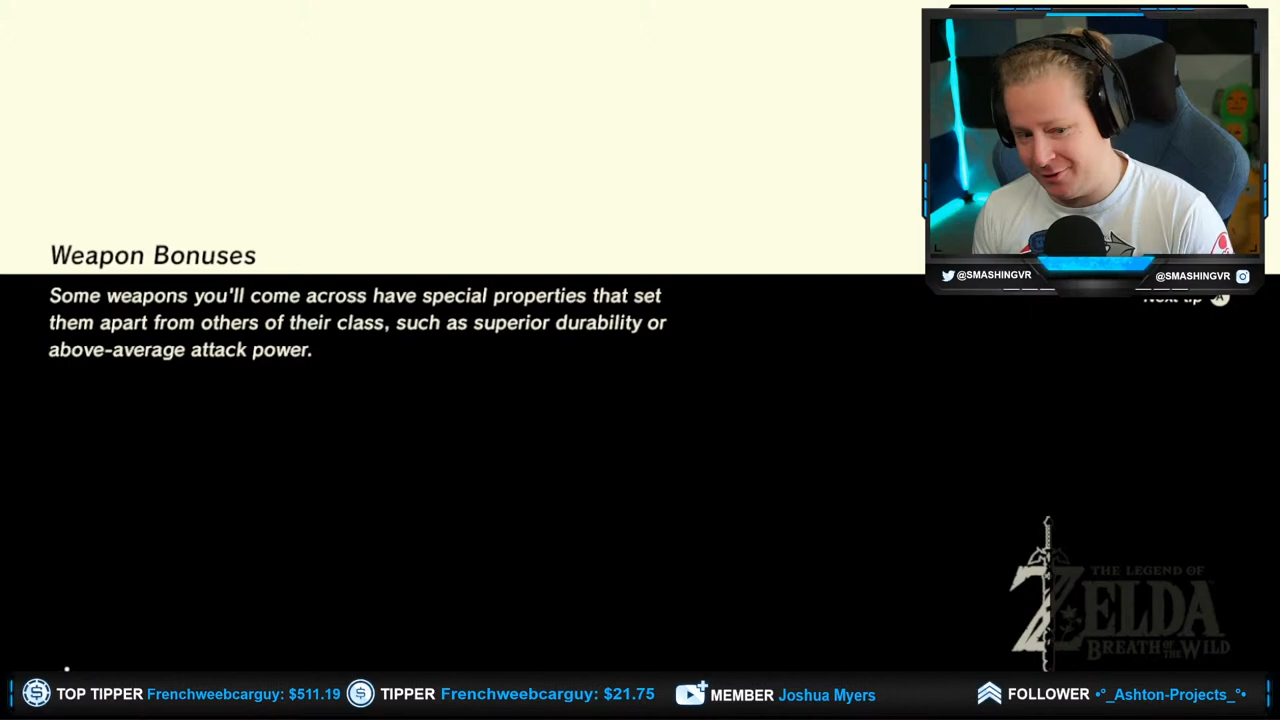 Weapon Bonuses
Some weapons you'll come across have special properties that set
them apart from others of their class, such as superior durability or
above-average attack power.
@SMASHINGVR
@SMASHINGVR
Next tip
THE LEGEND OF
ZELDA
BREATH OF THE WILD
TOP TIPPER Frenchweebcarguy: $511.19
TIPPER Frenchweebcarguy: $21.75
MEMBER Joshua Myers
FOLLOWER •°_Ashton-Projects_°•